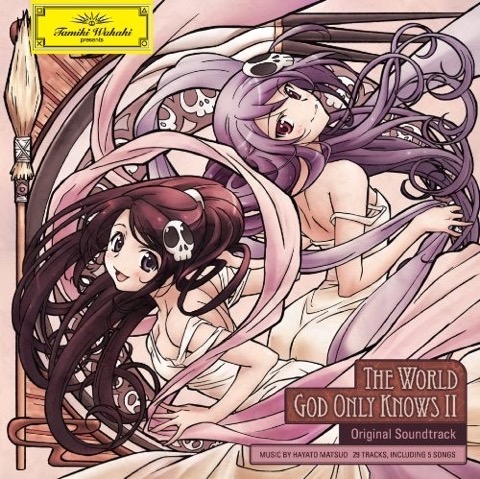 Tamiki Wakaki
presents
THE WORLD
GOD ONLY KNOWS II
Original Soundtrack
MUSIC BY HAYATO MATSUO 29 TRACKS, INCLUDING 5 SONGS